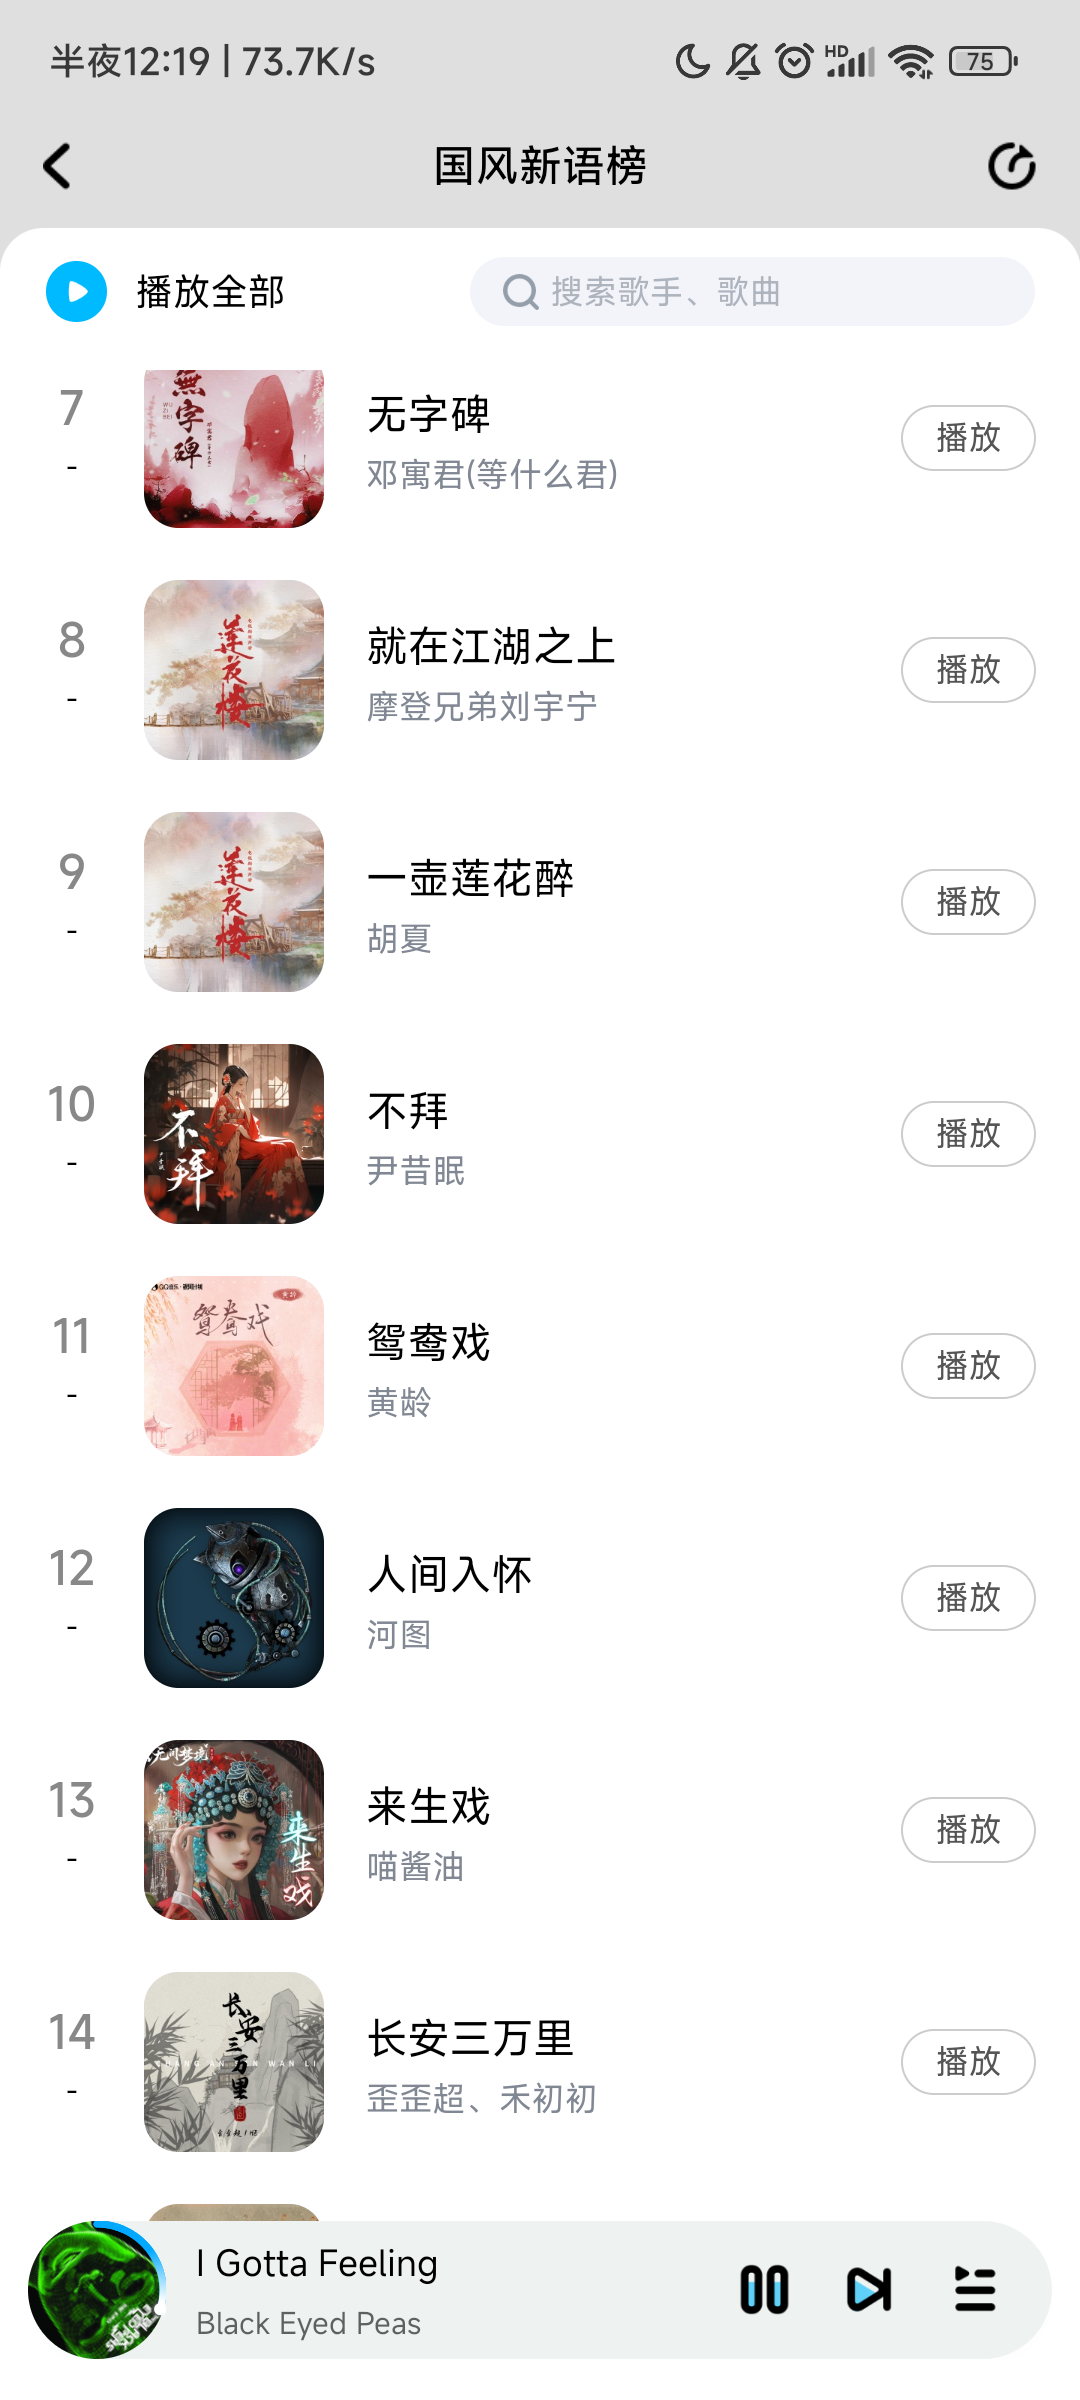 半夜12:19 | 73.7K/s
HD
75
国风新语榜
播放全部
搜索歌手、歌曲
7
-
無字碑
无字碑
邓寓君(等什么君)
播放
8
-
莲花楼
就在江湖之上
摩登兄弟刘宇宁
播放
9
-
莲花楼
一壶莲花醉
胡夏
播放
10
-
不拜
不拜
尹昔眠
播放
11
-
鴛鴦戏
黄龄
鸳鸯戏
黄龄
播放
12
-
人间入怀
河图
播放
13
-
来生戏
来生戏
喵酱油
播放
14
-
长安三万里
长安三万里
歪歪超、禾初初
播放
I Gotta Feeling
Black Eyed Peas